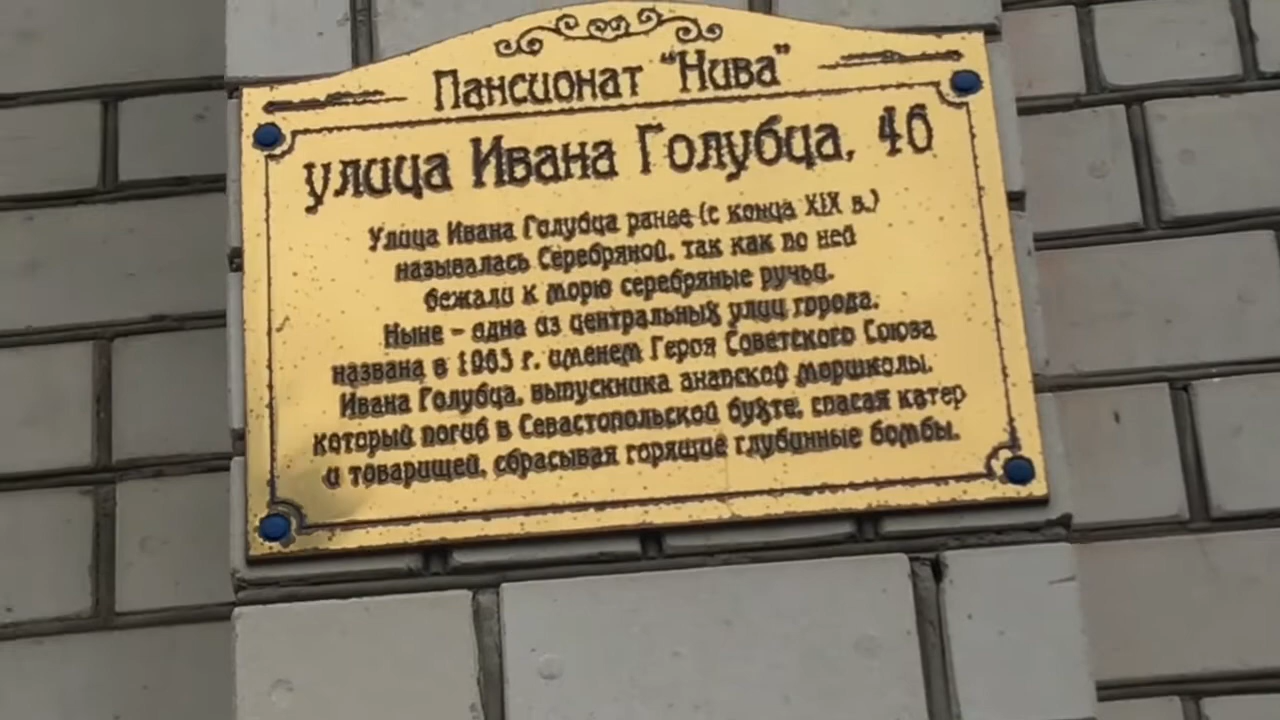 Пансионат "Нива"
улица Ивана Голубца, 4б
Улица Ивана Голубца ранее (с конца XIX в.)
называлась Серебряной, так как по ней
бежали к морю серебряные ручьи.
Ныне - одна из центральных улиц города,
названа в 1965 г. именем Героя Советского Союза
Ивана Голубца, выпускника анапской моршколы,
который погиб в Севастопольской бухте, спасая катер
и товарищей, сбрасывая горящие глубинные бомбы.